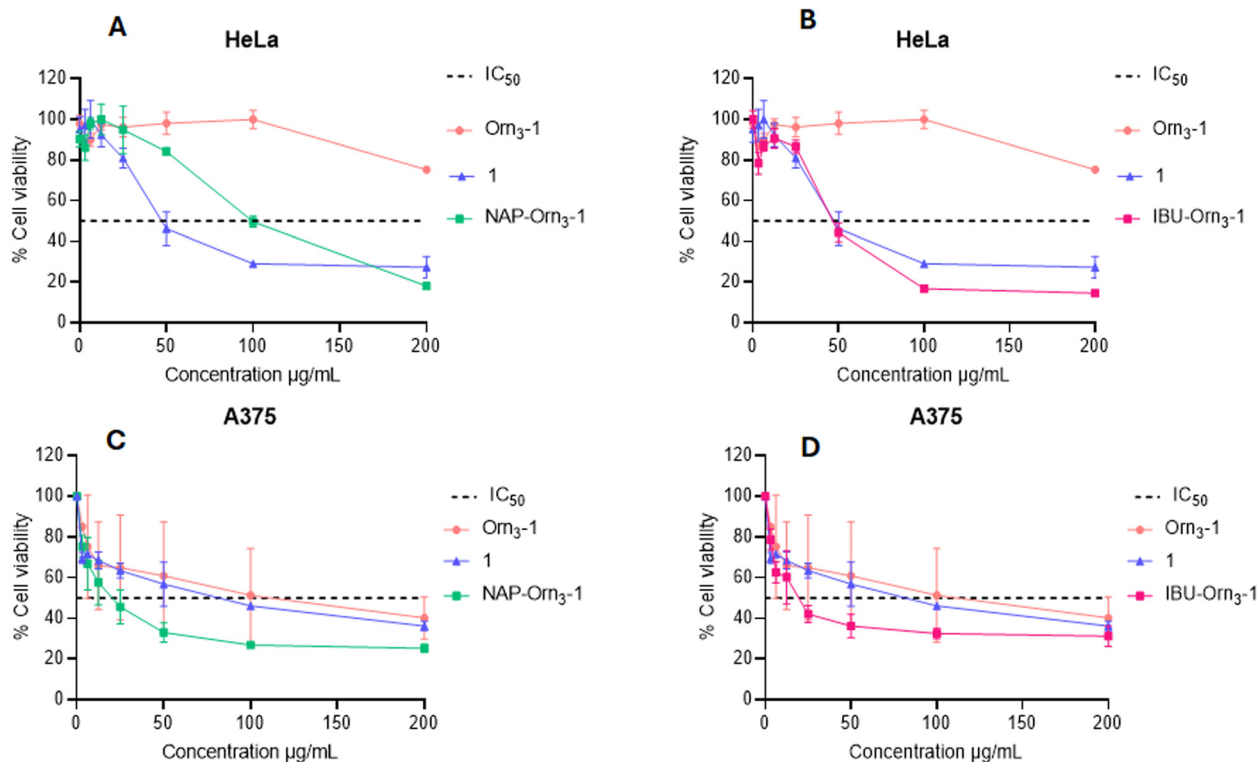 A
HeLa
% Cell viability
120
100
80
60
40
20
0
0
50
100
150
200
Concentration µg/mL
IC₅₀
Orn₃-1
1
NAP-Orn₃-1
B
HeLa
% Cell viability
120
100
80
60
40
20
0
0
50
100
150
200
Concentration µg/mL
IC₅₀
Orn₃-1
1
IBU-Orn₃-1
C
A375
% Cell viability
120
100
80
60
40
20
0
0
50
100
150
200
Concentration µg/mL
IC₅₀
Orn₃-1
1
NAP-Orn₃-1
D
A375
% Cell viability
120
100
80
60
40
20
0
0
50
100
150
200
Concentration µg/mL
IC₅₀
Orn₃-1
1
IBU-Orn₃-1